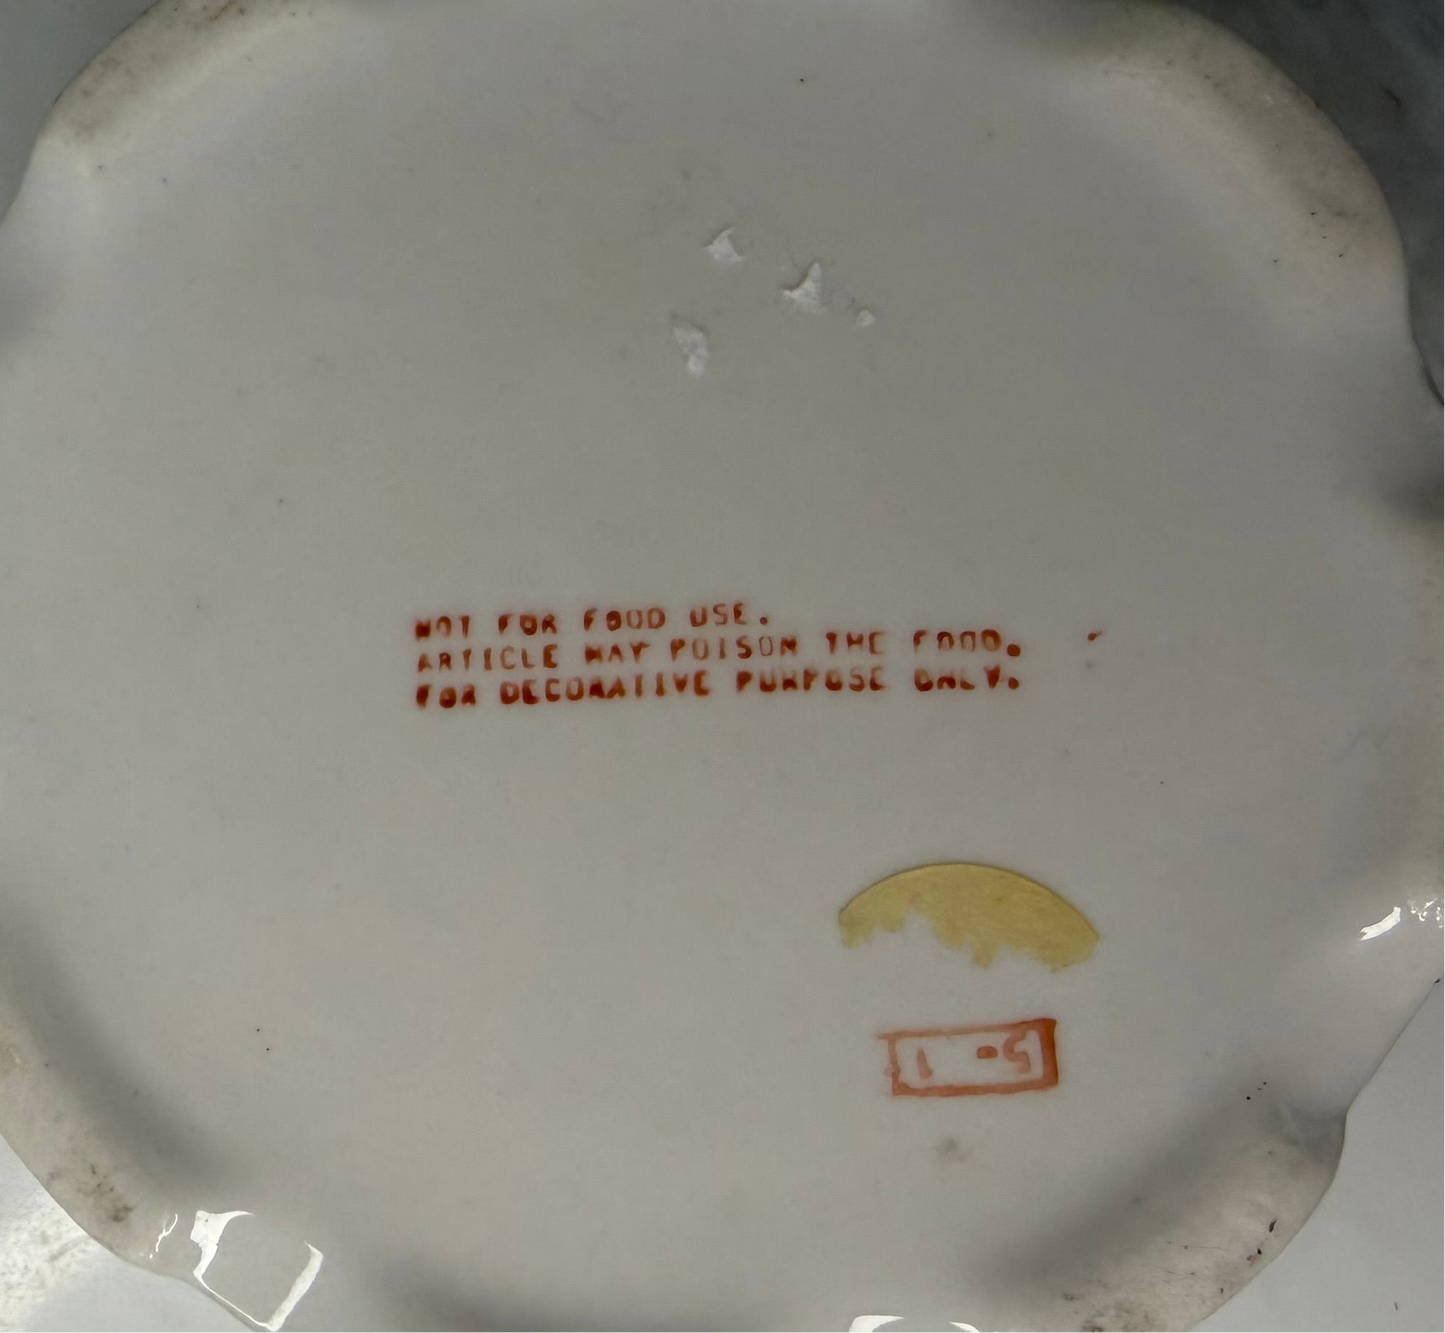 NOT FOR FOOD USE.
ARTICLE MAY POISON THE FOOD.
FOR DECORATIVE PURPOSE ONLY.